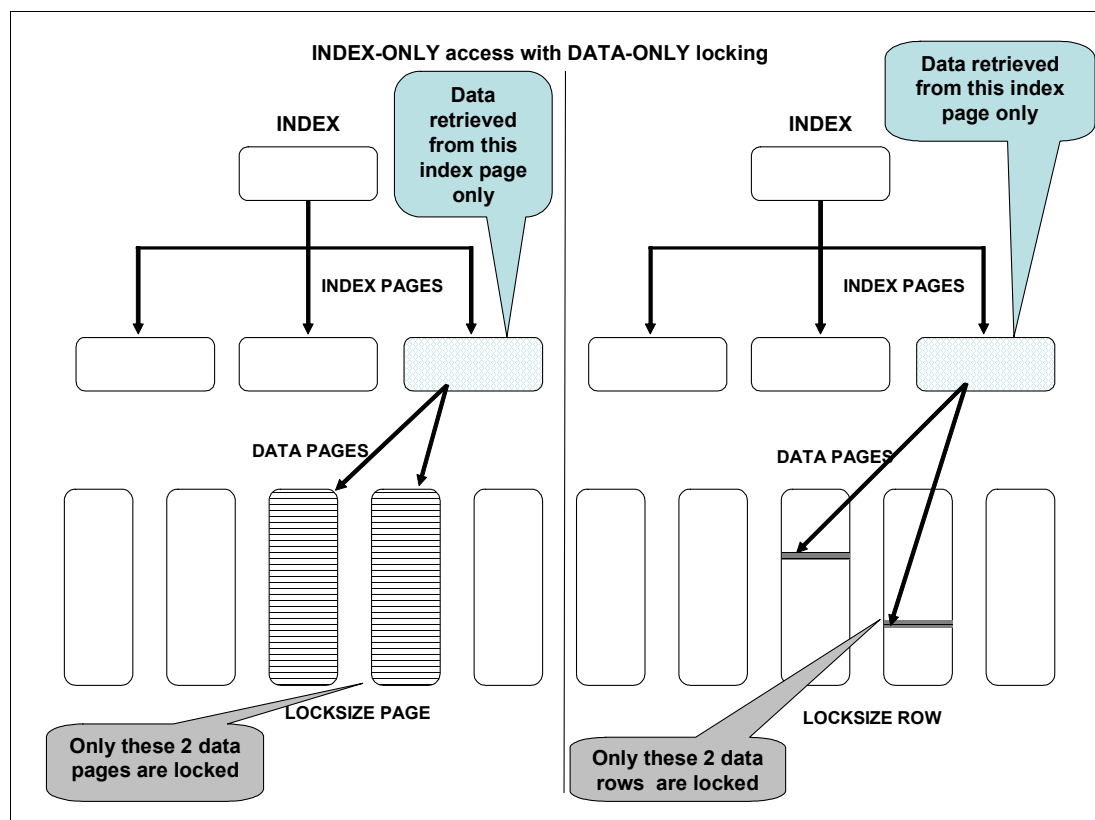 INDEX-ONLY access with DATA-ONLY locking
Data
retrieved
from this
index page
only
INDEX
INDEX PAGES
DATA PAGES
LOCKSIZE PAGE
Only these 2 data
pages are locked
Data retrieved
from this index
page only
INDEX
INDEX PAGES
DATA PAGES
LOCKSIZE ROW
Only these 2 data
rows are locked